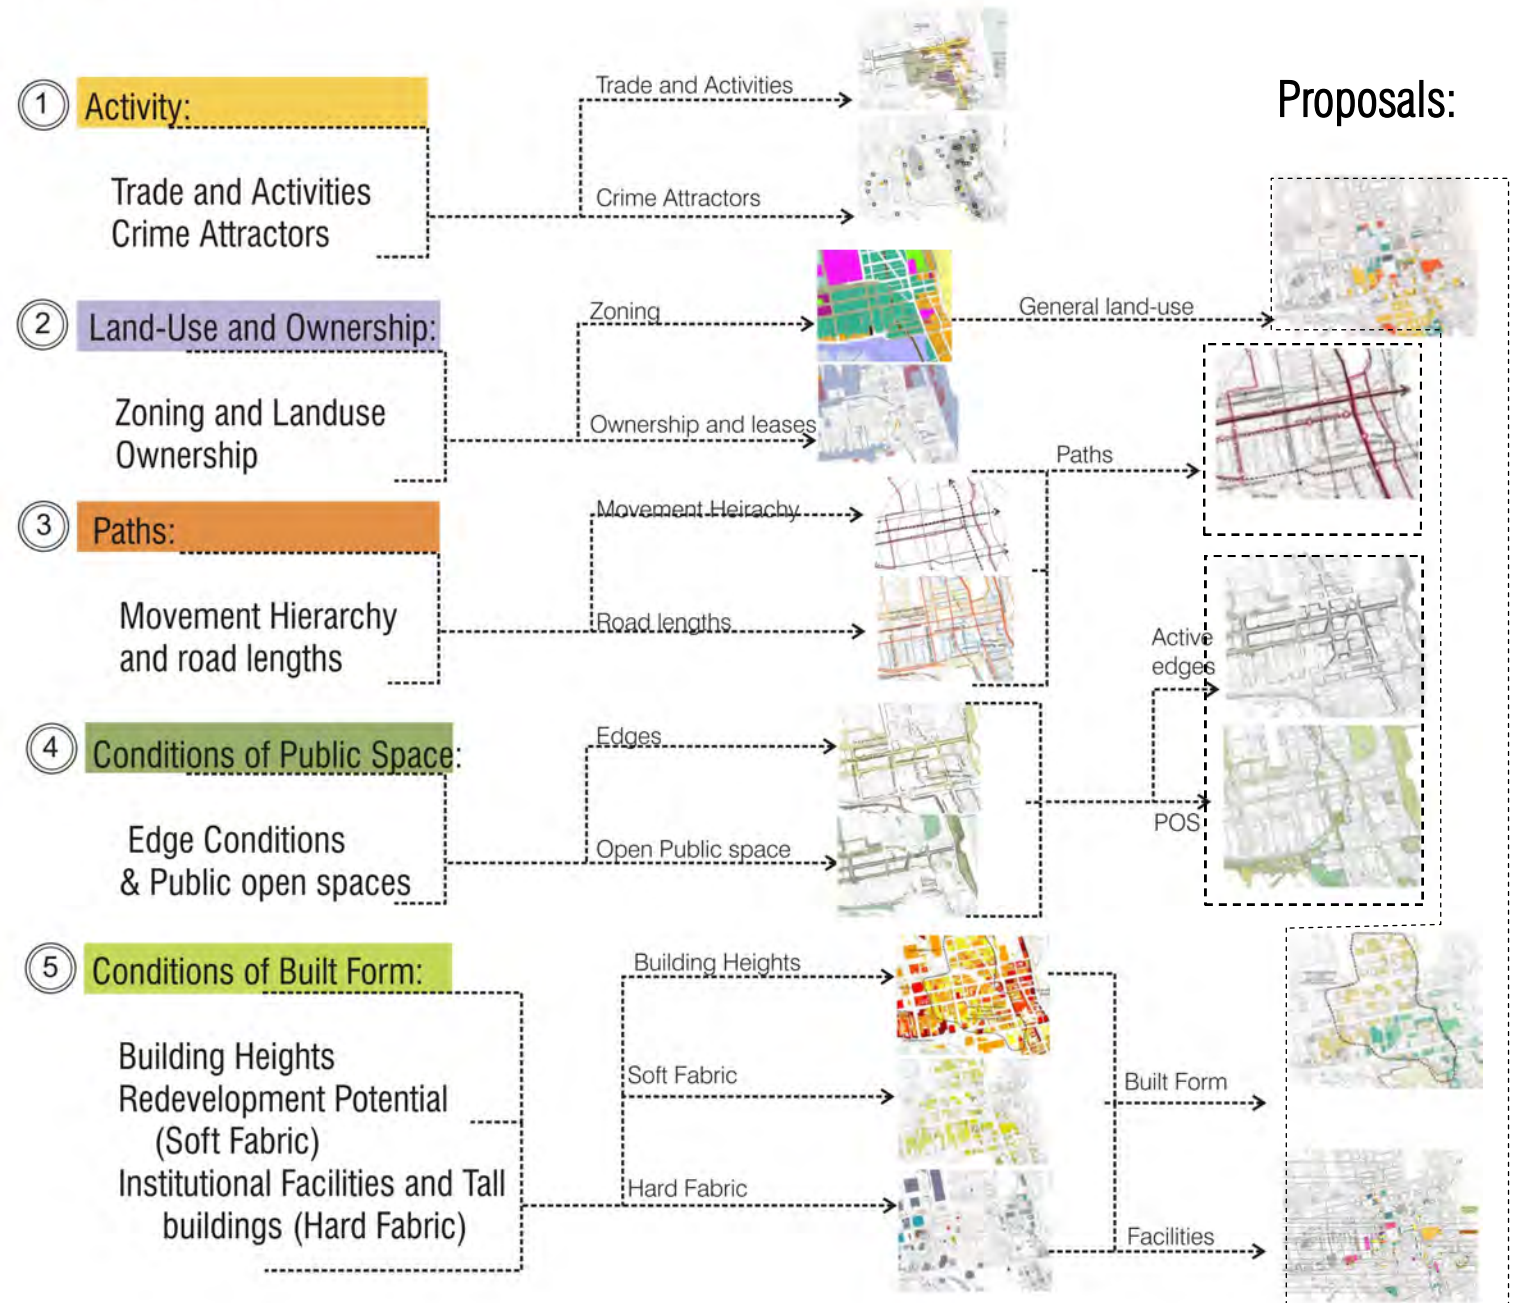 Proposals:
1
Activity:
Trade and Activities
Crime Attractors
Trade and Activities
Crime Attractors
2
Land-Use and Ownership:
Zoning and Landuse
Ownership
Zoning
Ownership and leases
General land-use
3
Paths:
Movement Hierarchy
and road lengths
Movement Heirachy
Road lengths
Paths
4
Conditions of Public Space:
Edge Conditions
& Public open spaces
Edges
Open Public space
Active
edges
POS
5
Conditions of Built Form:
Building Heights
Redevelopment Potential
(Soft Fabric)
Institutional Facilities and Tall
buildings (Hard Fabric)
Building Heights
Soft Fabric
Hard Fabric
Built Form
Facilities